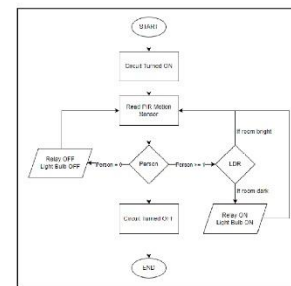 START
Circuit Turned ON
Read PIR Motion
Sensor
If room bright
Relay OFF
Light Bulb OFF
Person = 0
Person
Person >= 1
LDR
If room dark
Circuit Turned OFF
Relay ON
Light Bulb ON
END